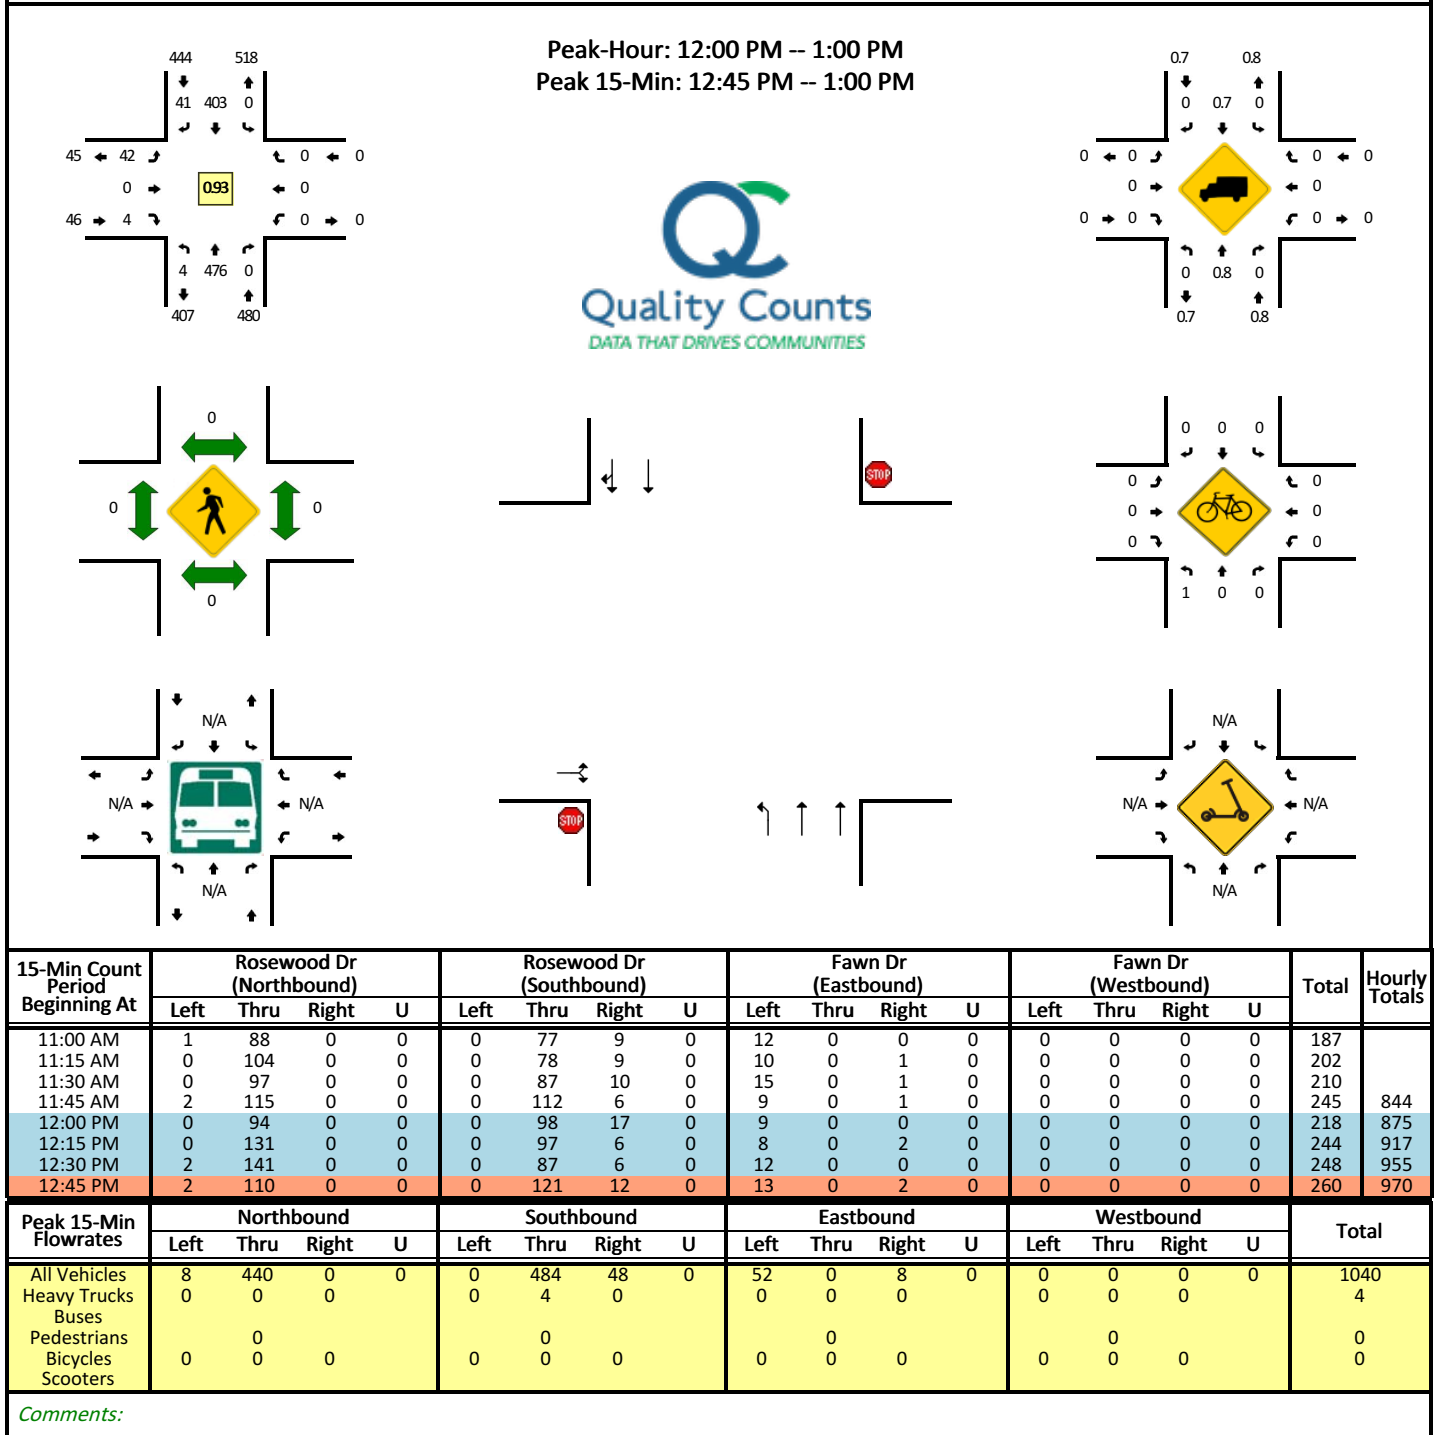 Peak-Hour: 12:00 PM -- 1:00 PM
Peak 15-Min: 12:45 PM -- 1:00 PM
444 518
41 403 0
45 42 0 0
0 0.93 0
46 4 0 0
4 476 0
407 480
QC
Quality Counts
DATA THAT DRIVES COMMUNITIES
0.7 0.8
0 0.7 0
0 0 0 0
0 0
0 0 0 0
0 0.8 0
0.7 0.8
0
0 0
0
STOP
STOP
0 0 0
0 0
0 0
0 0
1 0 0
N/A
N/A N/A
N/A
N/A
N/A N/A
N/A
15-Min Count Period Beginning At Rosewood Dr (Northbound) Rosewood Dr (Southbound) Fawn Dr (Eastbound) Fawn Dr (Westbound) Total Hourly Totals
Left Thru Right U Left Thru Right U Left Thru Right U Left Thru Right U
11:00 AM 1 88 0 0 0 77 9 0 12 0 0 0 0 0 0 0 187
11:15 AM 0 104 0 0 0 78 9 0 10 0 1 0 0 0 0 0 202
11:30 AM 0 97 0 0 0 87 10 0 15 0 1 0 0 0 0 0 210
11:45 AM 2 115 0 0 0 112 6 0 9 0 1 0 0 0 0 0 245 844
12:00 PM 0 94 0 0 0 98 17 0 9 0 0 0 0 0 0 0 218 875
12:15 PM 0 131 0 0 0 97 6 0 8 0 2 0 0 0 0 0 244 917
12:30 PM 2 141 0 0 0 87 6 0 12 0 0 0 0 0 0 0 248 955
12:45 PM 2 110 0 0 0 121 12 0 13 0 2 0 0 0 0 0 260 970
Peak 15-Min Flowrates Northbound Southbound Eastbound Westbound Total
Left Thru Right U Left Thru Right U Left Thru Right U Left Thru Right U
All Vehicles 8 440 0 0 0 484 48 0 52 0 8 0 0 0 0 0 1040
Heavy Trucks 0 0 0 0 4 0 0 0 0 0 0 0 4
Buses
Pedestrians 0 0 0 0 0
Bicycles 0 0 0 0 0 0 0 0 0 0 0 0 0
Scooters
Comments: